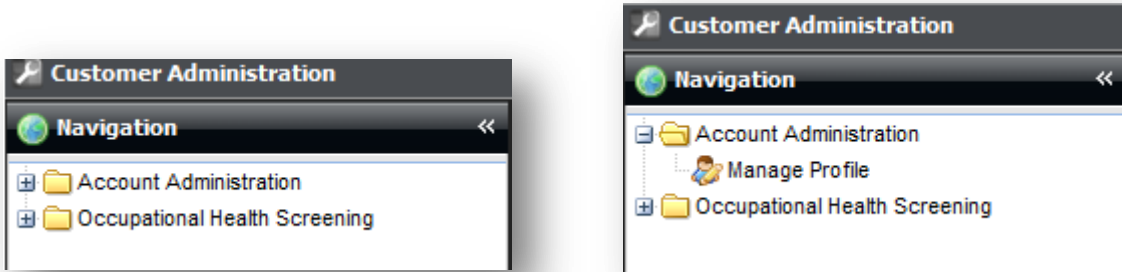 Customer Administration
Navigation «
Account Administration
Occupational Health Screening
Customer Administration
Navigation «
Account Administration
Manage Profile
Occupational Health Screening